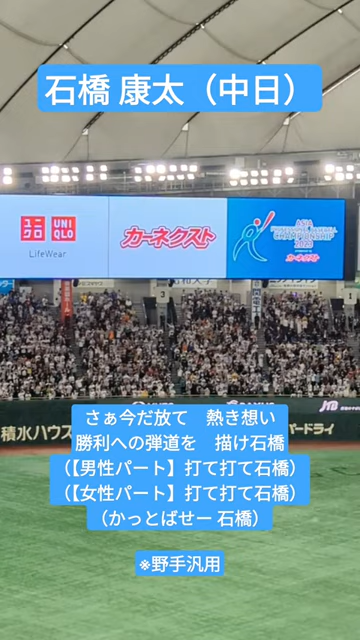 石橋 康太（中日）
ユニクロ
UNIQLO
LifeWear
カーネクスト
ASIA
CHAMPIONSHIP
2023
カーネクスト
さぁ今だ放て　熱き想い
勝利への弾道を　描け石橋
（【男性パート】打て打て石橋）
（【女性パート】打て打て石橋）
（かっとばせー 石橋）
積水ハウス
JTB
※野手汎用